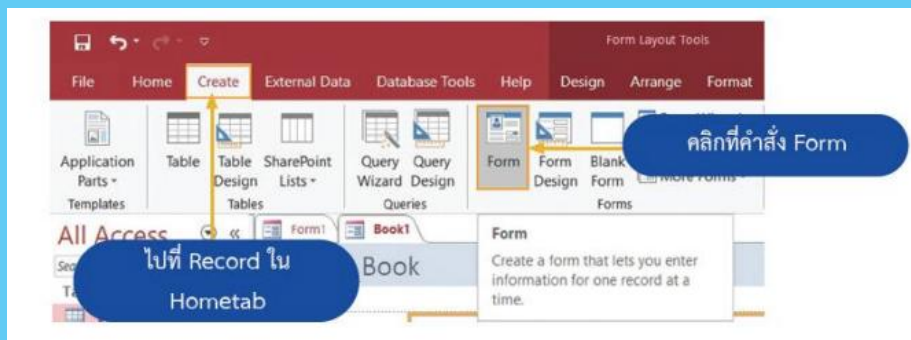 Form Layout Tools
File Home Create External Data Database Tools Help Design Arrange Format
Application Parts
Table
Table Design
SharePoint Lists
Query Wizard
Query Design
Form
Form Design
Blank Form
คลิกที่คำสั่ง Form
Templates Tables Queries Forms
All Access
Form1 Book1
Form
Book
Create a form that lets you enter
information for one record at a
time.
ไปที่ Record ใน
Hometab